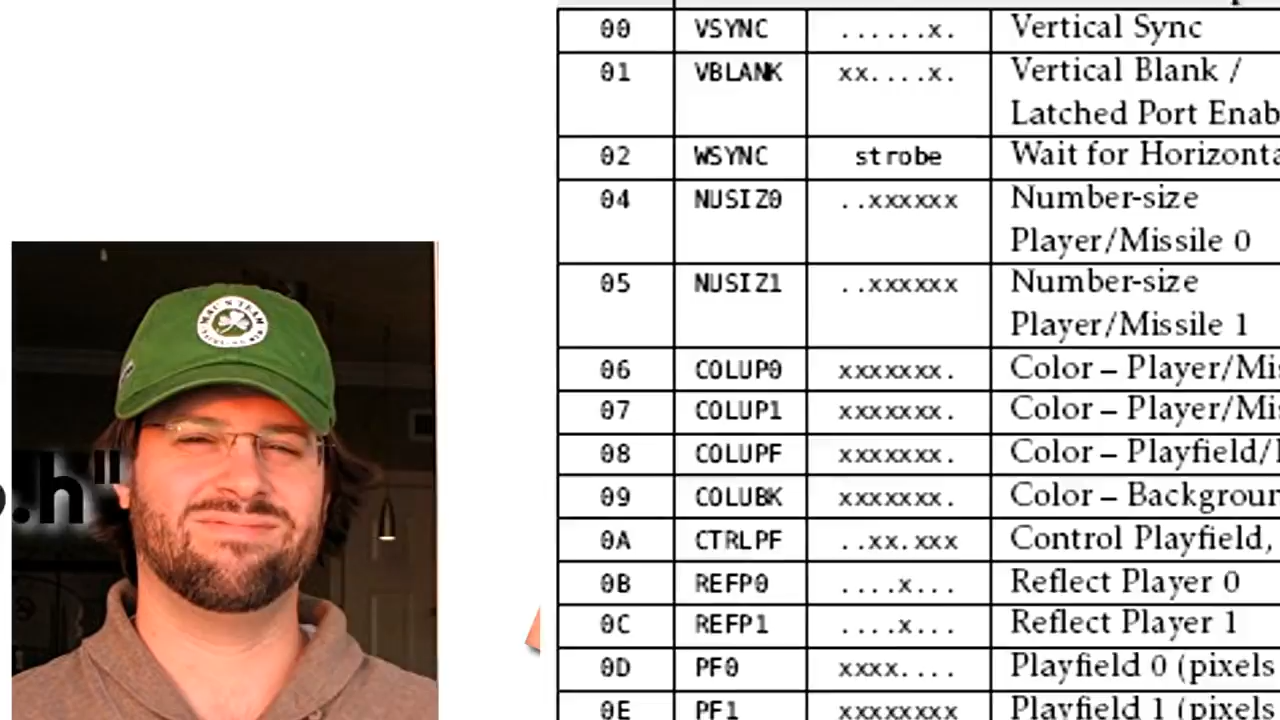 00 VSYNC ......x. Vertical Sync
01 VBLANK xx....x. Vertical Blank /
Latched Port Enab
02 WSYNC strobe Wait for Horizonta
04 NUSIZ0 ..xxxxxx Number-size
Player/Missile 0
05 NUSIZ1 ..xxxxxx Number-size
Player/Missile 1
06 COLUP0 xxxxxxx. Color – Player/Mis
07 COLUP1 xxxxxxx. Color – Player/Mis
08 COLUPF xxxxxxx. Color – Playfield/
09 COLUBK xxxxxxx. Color – Backgroun
.h"
0A CTRLPF ..xx.xxx Control Playfield,
0B REFP0 ....x... Reflect Player 0
0C REFP1 ....x... Reflect Player 1
0D PF0 xxxx.... Playfield 0 (pixels
0E PF1 xxxxxxxx Playfield 1 (pixels